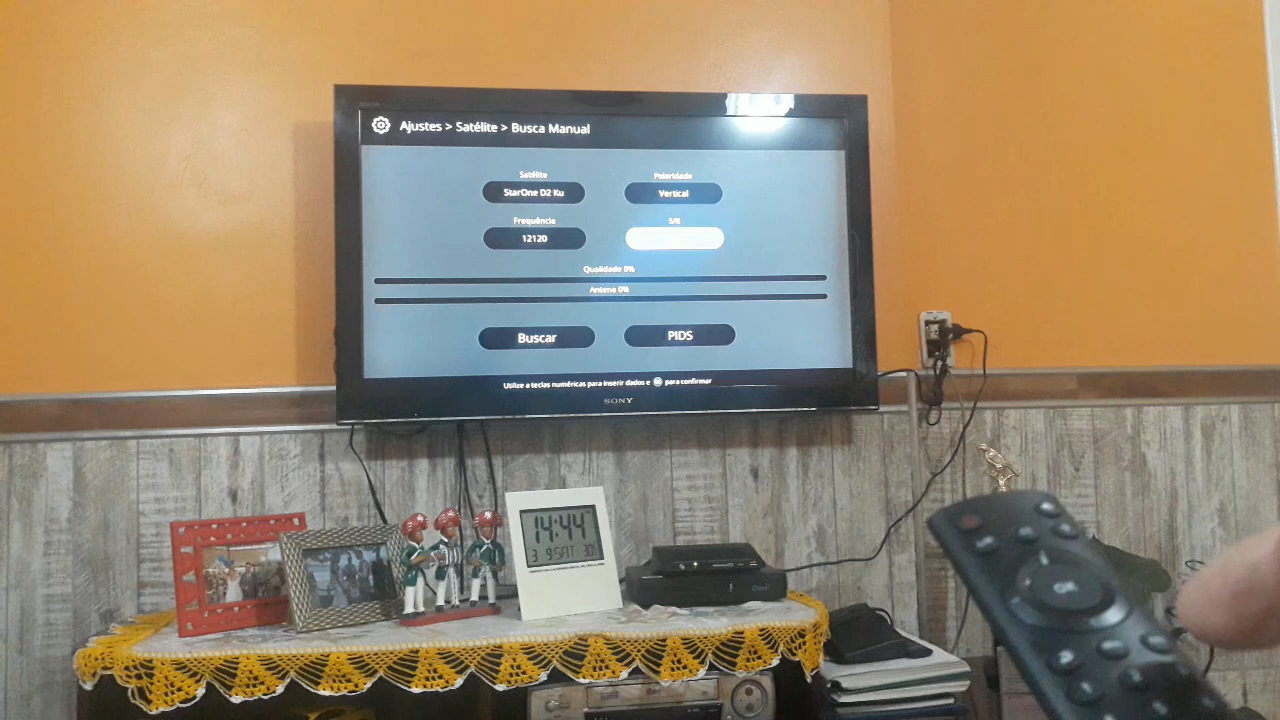 Ajustes > Satélite > Busca Manual
Satélite
Polaridade
StarOne D2 Ku
Vertical
Frequência
S/R
12120
Qualidade 0%
Antena 0%
Buscar
PIDS
Utilize a teclas numéricas para inserir dados e OK para confirmar
SONY
14:44
OK